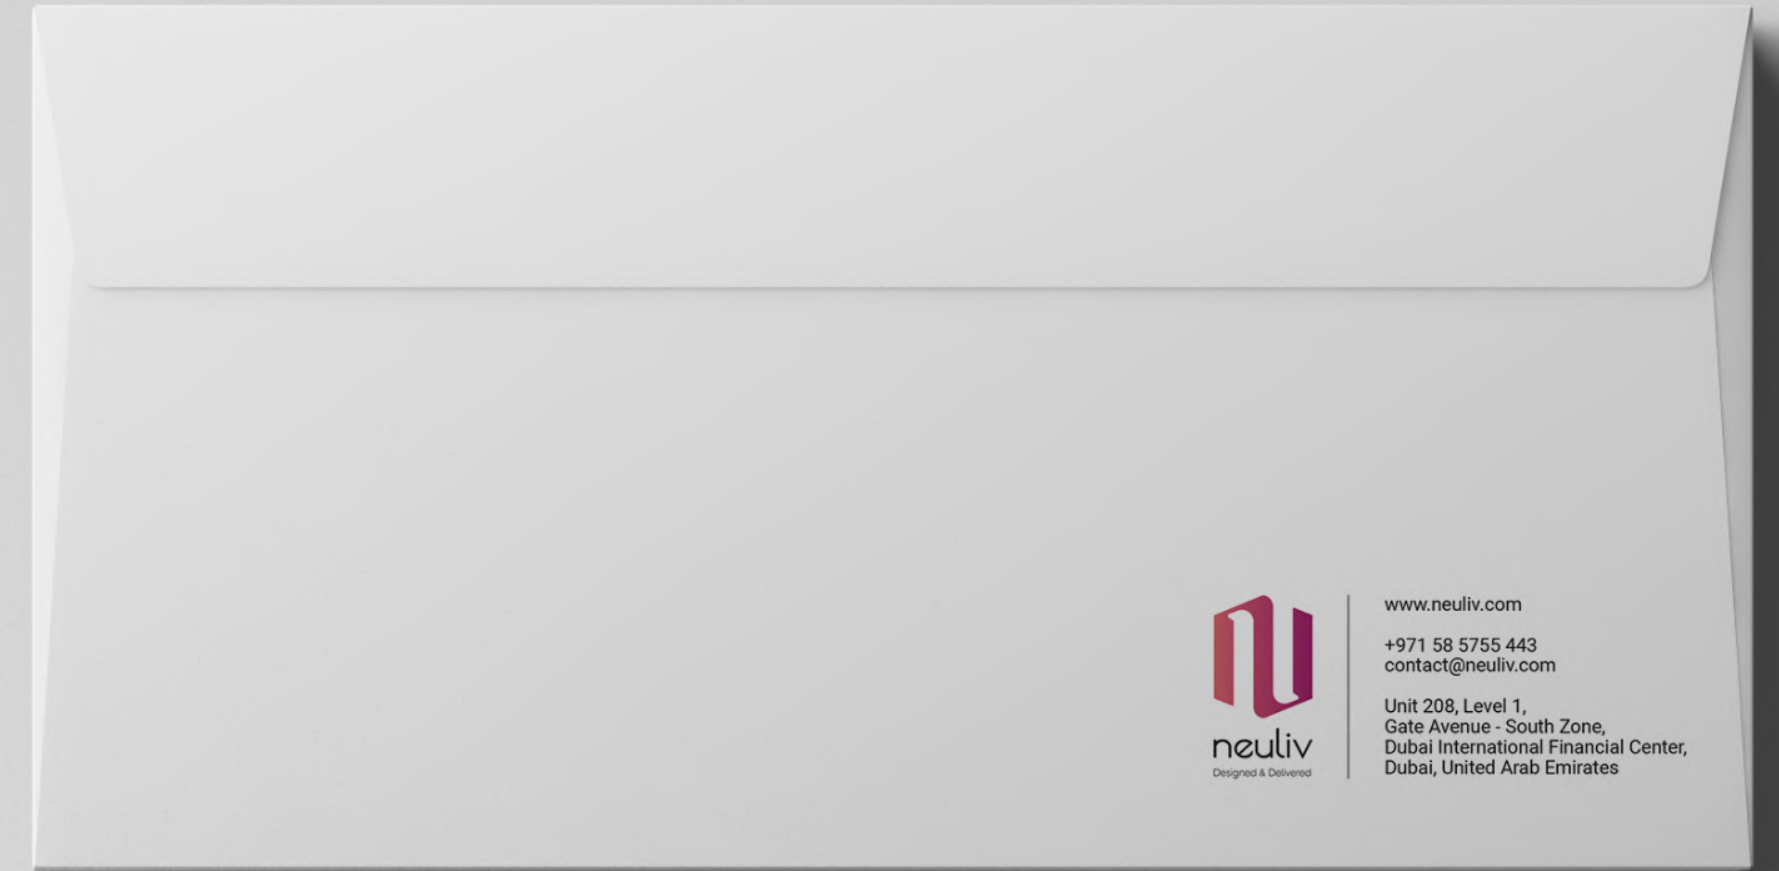 neuliv
Designed & Delivered
www.neuliv.com
+971 58 5755 443
contact@neuliv.com
Unit 208, Level 1,
Gate Avenue - South Zone,
Dubai International Financial Center,
Dubai, United Arab Emirates